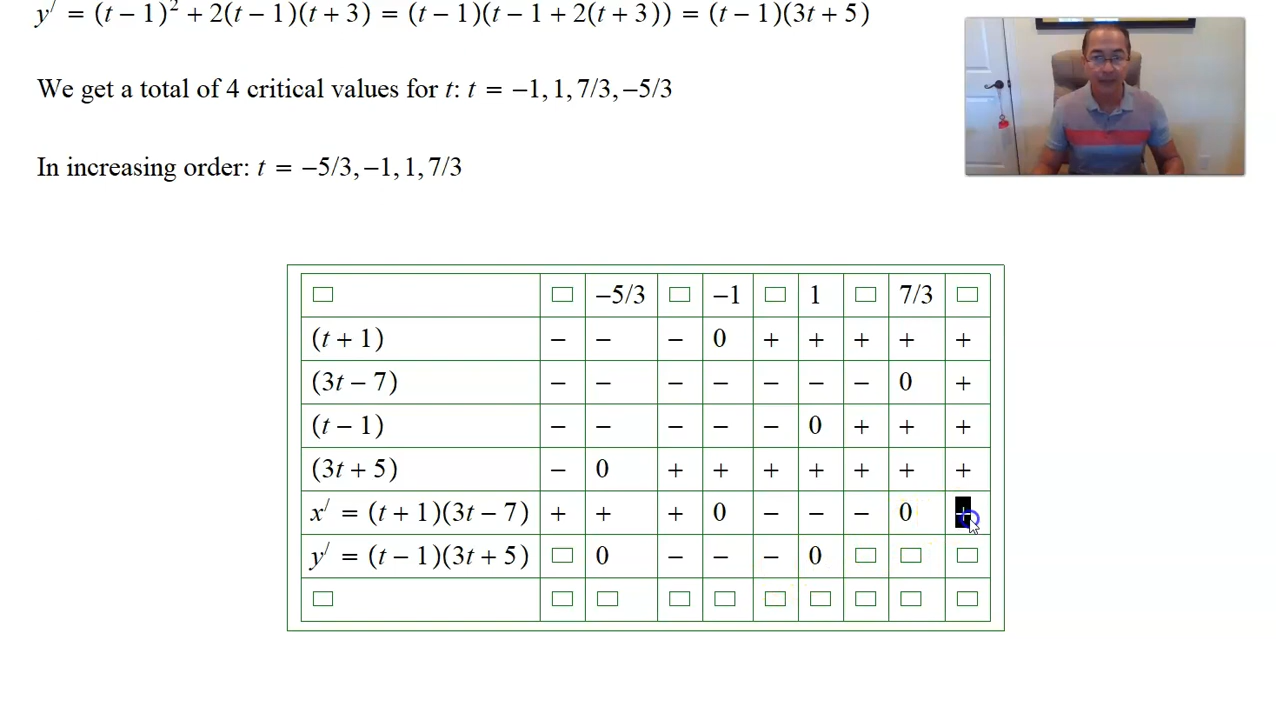 y′ = (t − 1)² + 2(t − 1)(t + 3) = (t − 1)(t − 1 + 2(t + 3)) = (t − 1)(3t + 5)
We get a total of 4 critical values for t: t = −1, 1, 7/3, −5/3
In increasing order: t = −5/3, −1, 1, 7/3
−5/3 −1 1 7/3
(t + 1) − − − 0 + + + + +
(3t − 7) − − − − − − − 0 +
(t − 1) − − − − − 0 + + +
(3t + 5) − 0 + + + + + + +
x′ = (t + 1)(3t − 7) + + + 0 − − − 0 +
y′ = (t − 1)(3t + 5) 0 − − − 0